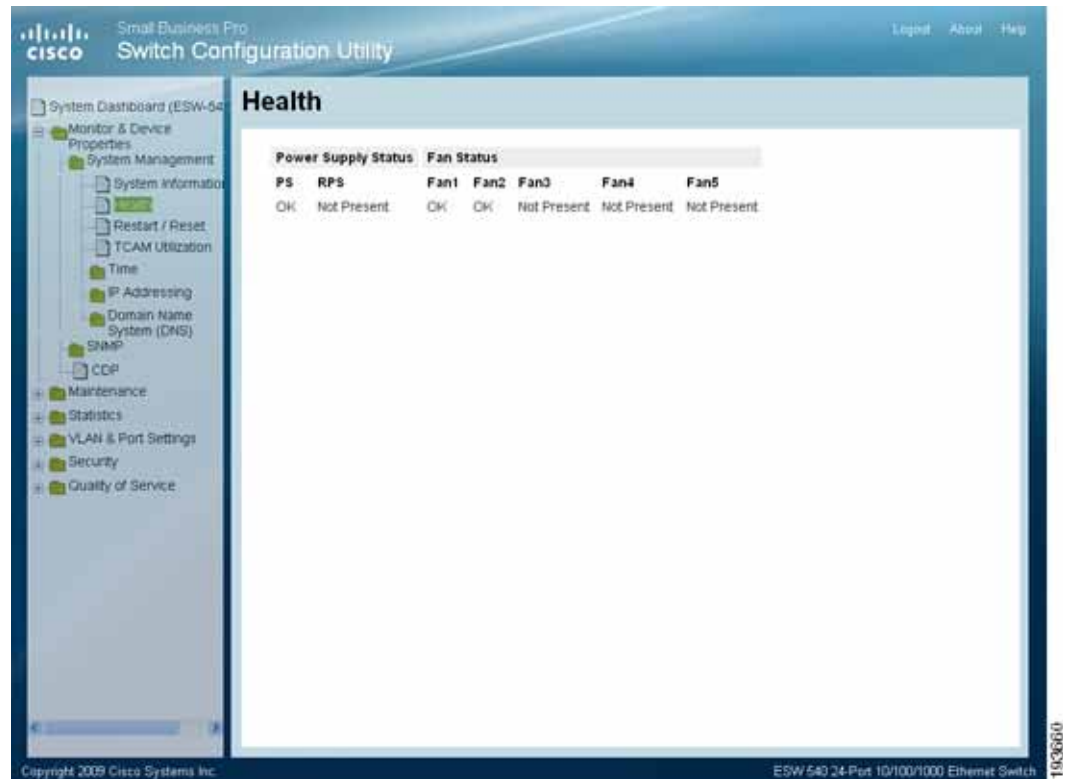 Small Business Pro
cisco Switch Configuration Utility
Logout About Help
System Dashboard (ESW-54
Monitor & Device
Properties
System Management
System Informatio
Restart / Reset
TCAM Utilization
Time
IP Addressing
Domain Name
System (DNS)
SNMP
CDP
Maintenance
Statistics
VLAN & Port Settings
Security
Quality of Service
Health
Power Supply Status Fan Status
PS RPS Fan1 Fan2 Fan3 Fan4 Fan5
OK Not Present OK OK Not Present Not Present Not Present
Copyright 2009 Cisco Systems Inc.
ESW 540 24-Port 10/100/1000 Ethernet Switch
193660